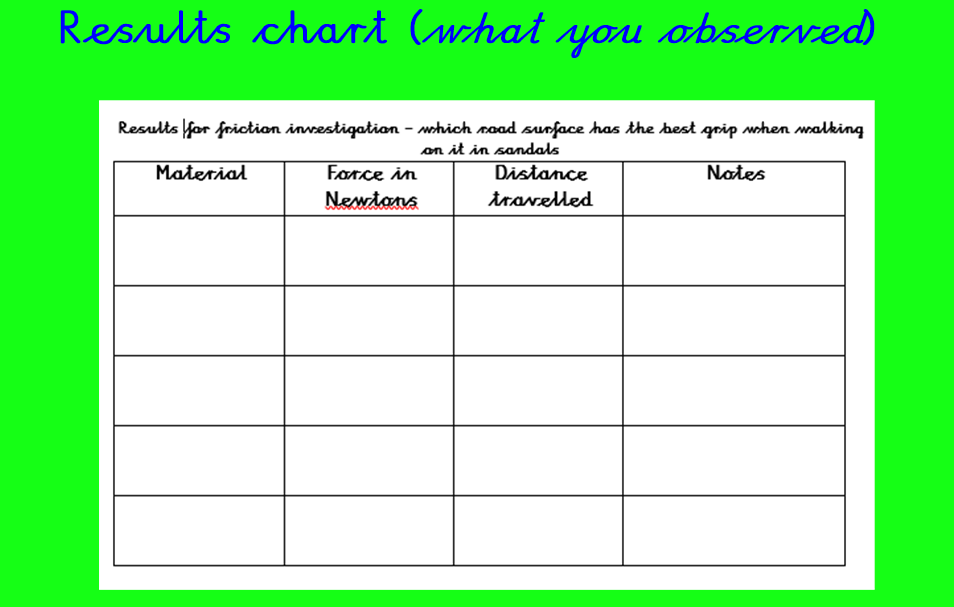 Results chart (what you observed)
Results for friction investigation – which road surface has the best grip when walking
on it in sandals
Material Force in Newtons Distance travelled Notes